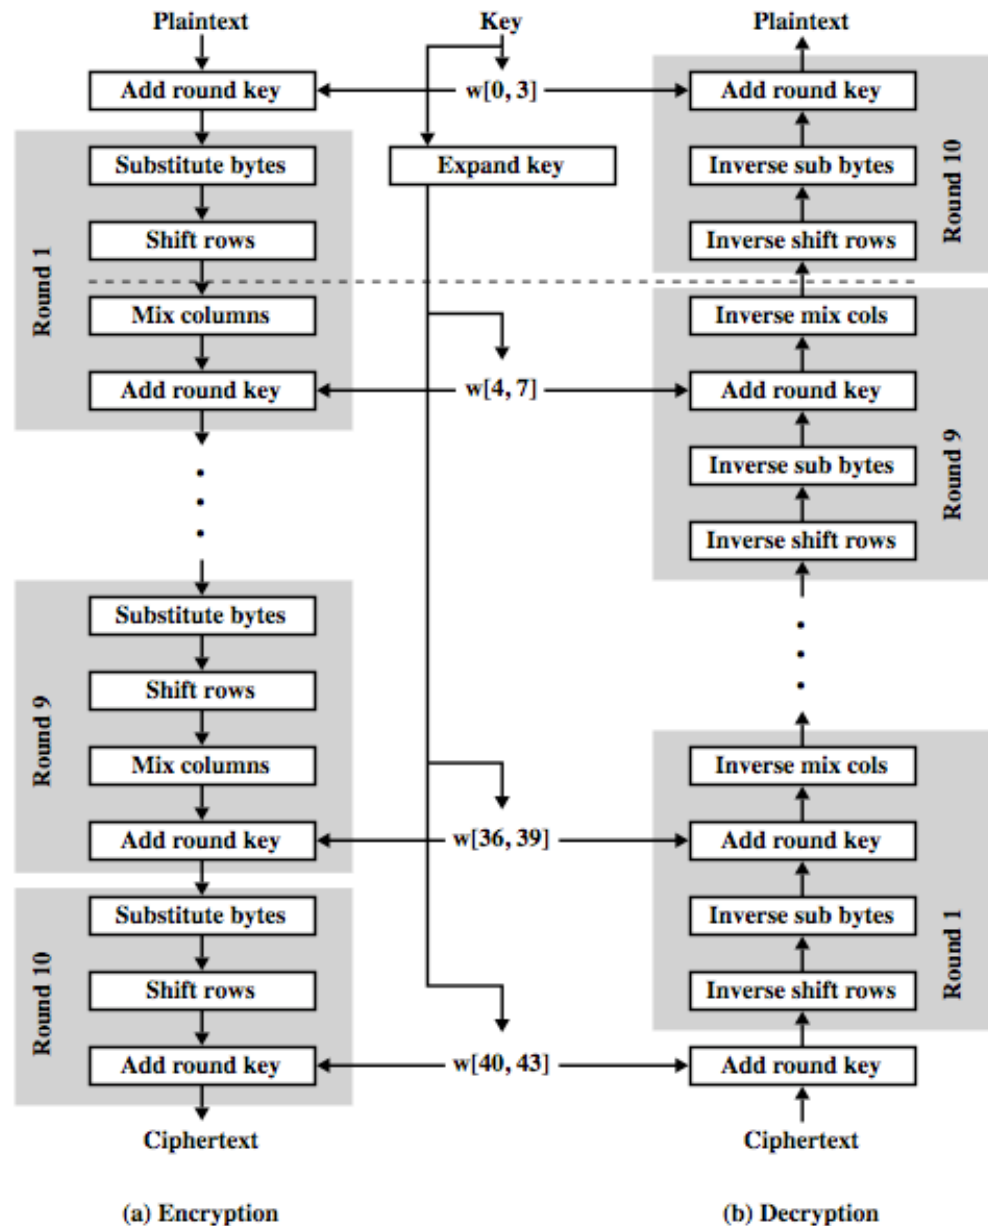 Plaintext
Key
Plaintext
Add round key
w[0, 3]
Add round key
Round 1
Substitute bytes
Expand key
Inverse sub bytes
Round 10
Shift rows
Inverse shift rows
Mix columns
Inverse mix cols
Add round key
w[4, 7]
Add round key
Round 9
Inverse sub bytes
Inverse shift rows
Round 9
Substitute bytes
Shift rows
Mix columns
Inverse mix cols
Add round key
w[36, 39]
Add round key
Round 1
Round 10
Substitute bytes
Inverse sub bytes
Shift rows
Inverse shift rows
Add round key
w[40, 43]
Add round key
Ciphertext
Ciphertext
(a) Encryption
(b) Decryption